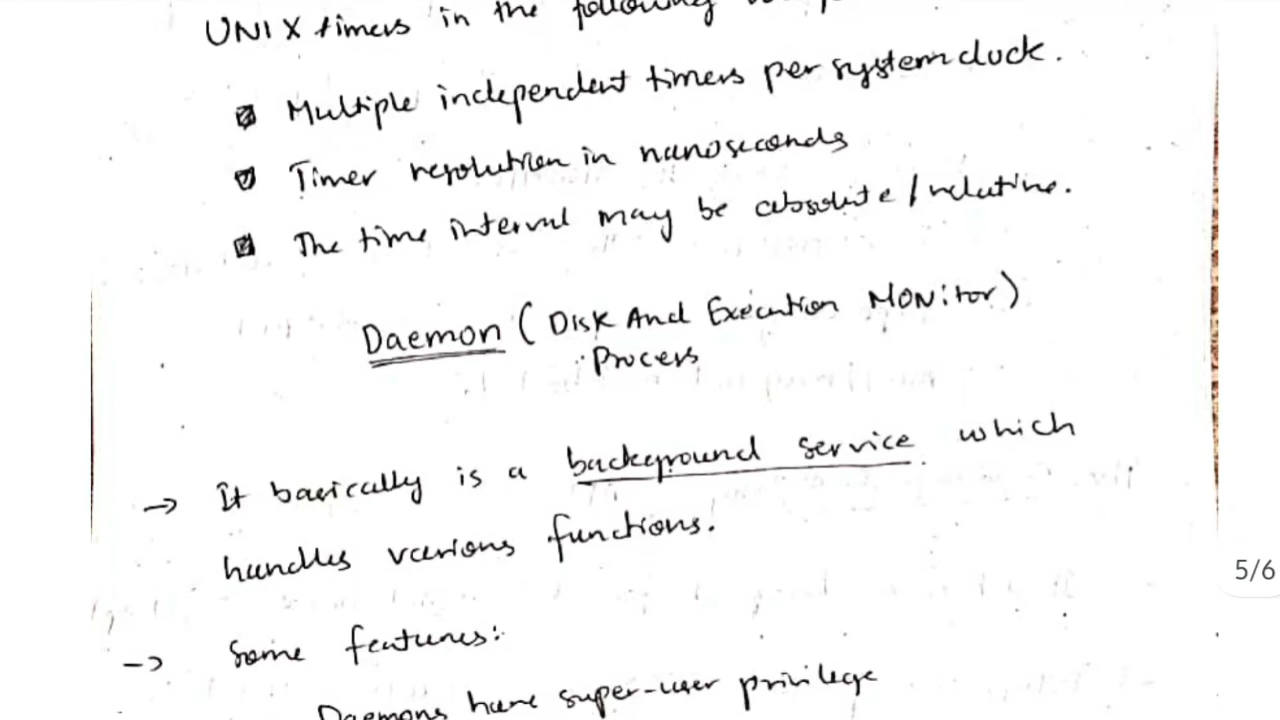 UNIX timers in the following
☑ Multiple independent timers per system clock.
☑ Timer resolution in nanoseconds
☑ The time interval may be absolute / relative.
Daemon (Disk And Execution MONitor)
Process
→ It basically is a background service which
handles various functions.
→ Some features:
Daemons have super-user privilege
5/6